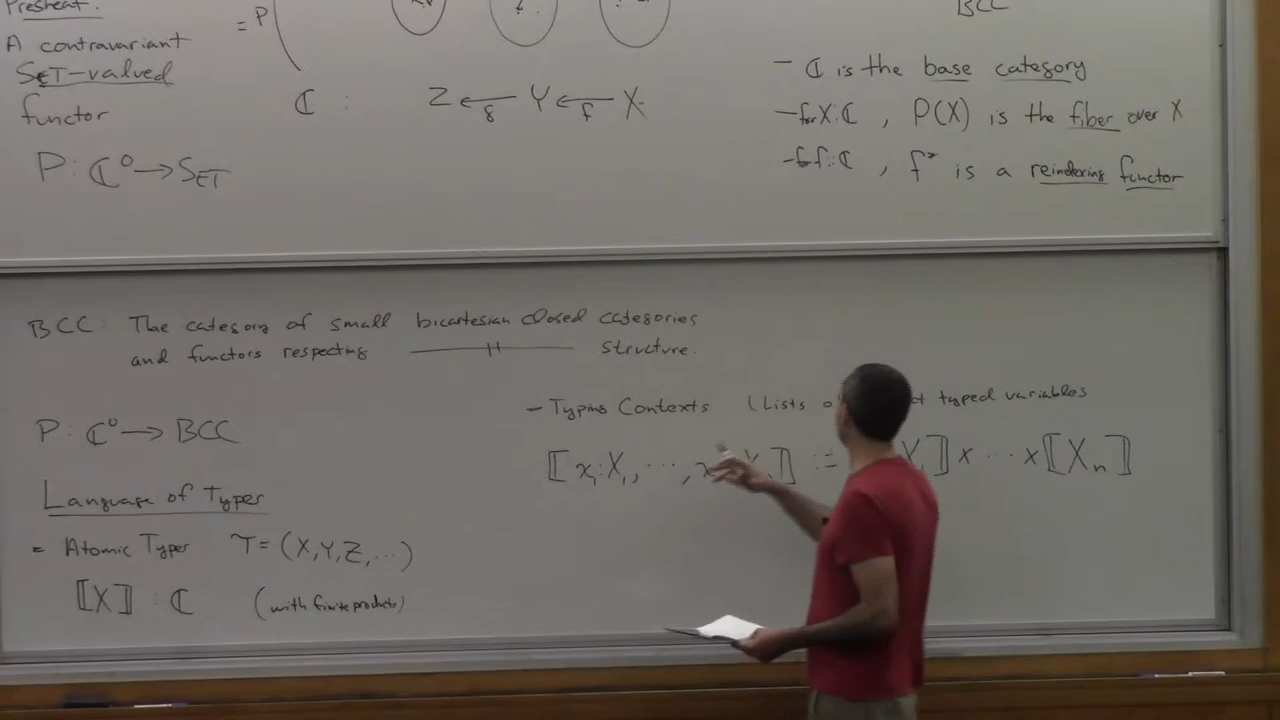 Presheaf.
A contravariant
SET-valued
functor
P: ℂ° → SET
= P
ℂ : Z ←g Y ←f X
BCC
- ℂ is the base category
- for X:ℂ, P(X) is the fiber over X
- for f::ℂ, f* is a reindexing functor
BCC: The category of small bicartesian closed categories
and functors respecting —"— structure.
P: ℂ° → BCC
Language of Types
= Atomic Types T = (X, Y, Z, ...)
⟦X⟧ : ℂ (with finite products)
- Typing Contexts (Lists typed variables
⟦x₁:X₁, ..., ⟧ := ⟧ × ... × ⟦Xₙ⟧